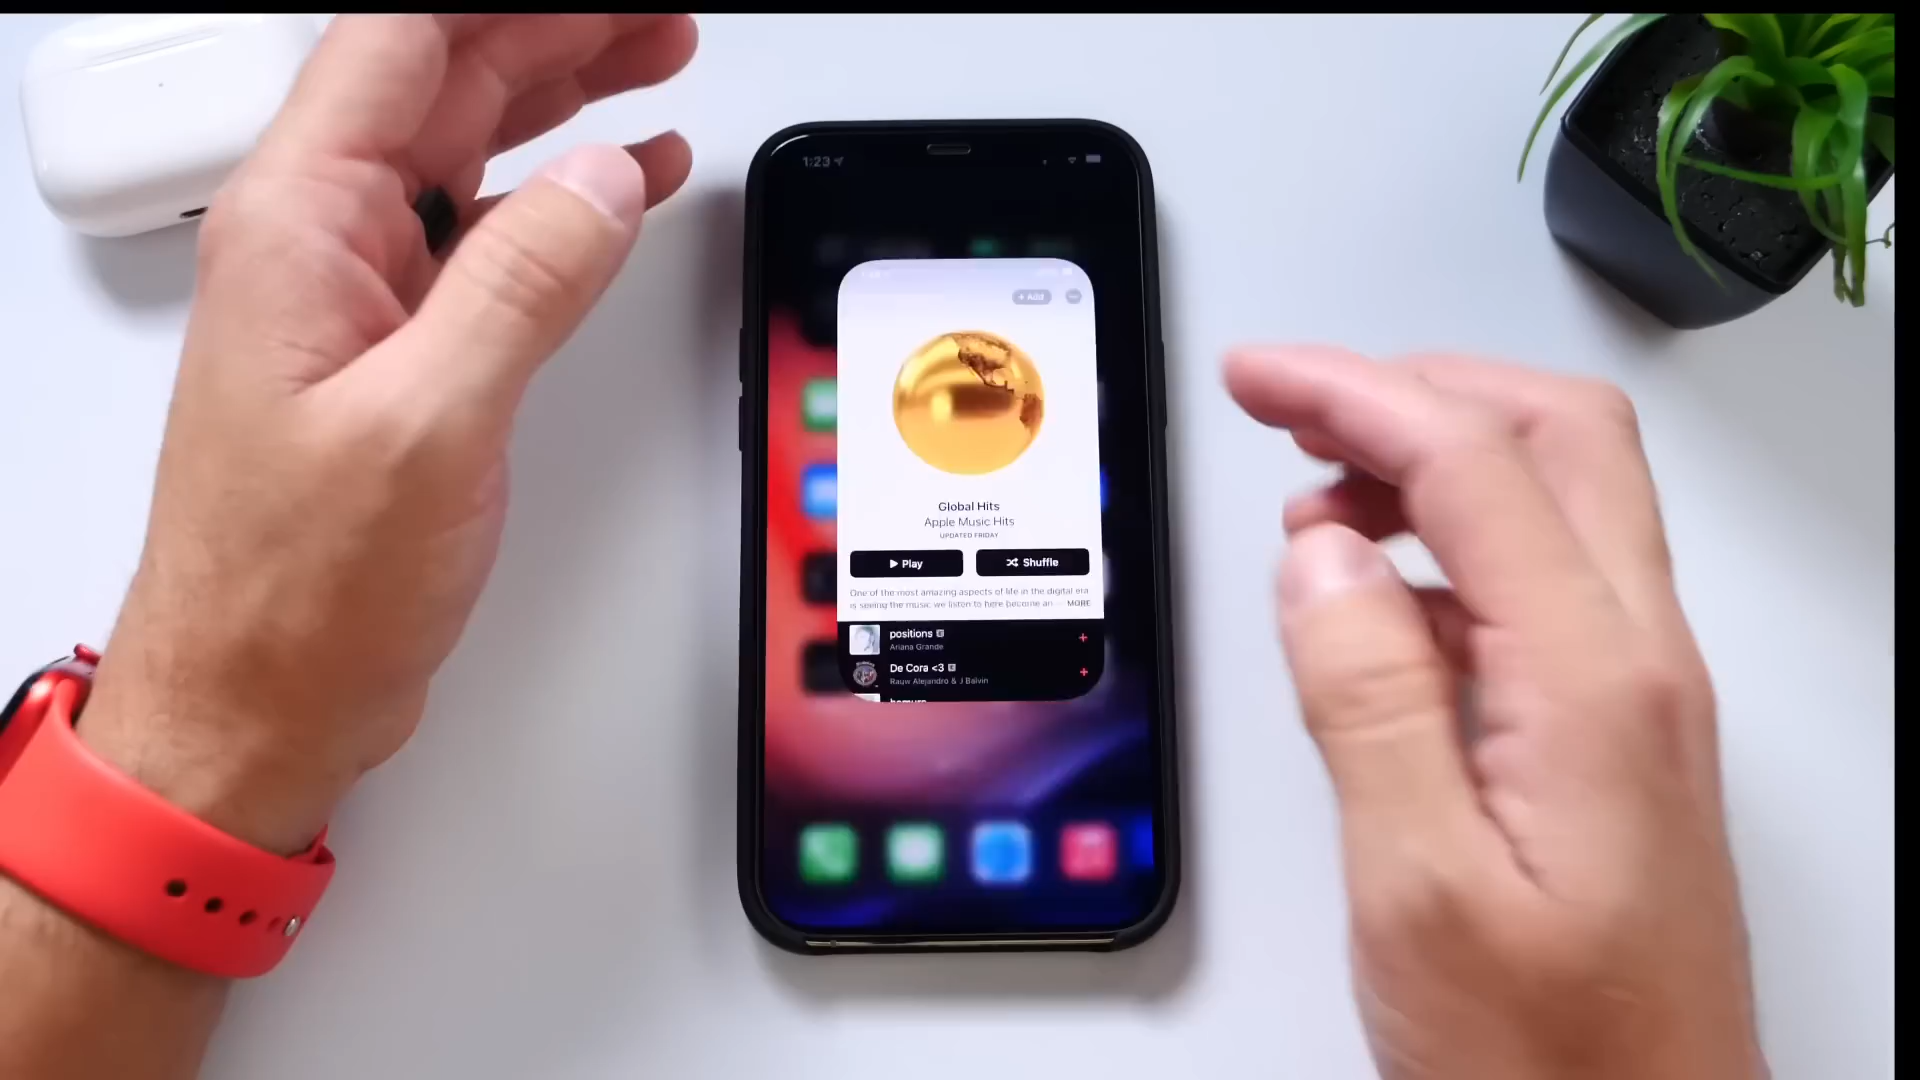 1:23
+ Add
Global Hits
Apple Music Hits
UPDATED FRIDAY
Play
Shuffle
One of the most amazing aspects of life in the digital era
is seeing the music we listen to here become an
MORE
positions E
Ariana Grande
De Cora <3 E
Rauw Alejandro & J Balvin